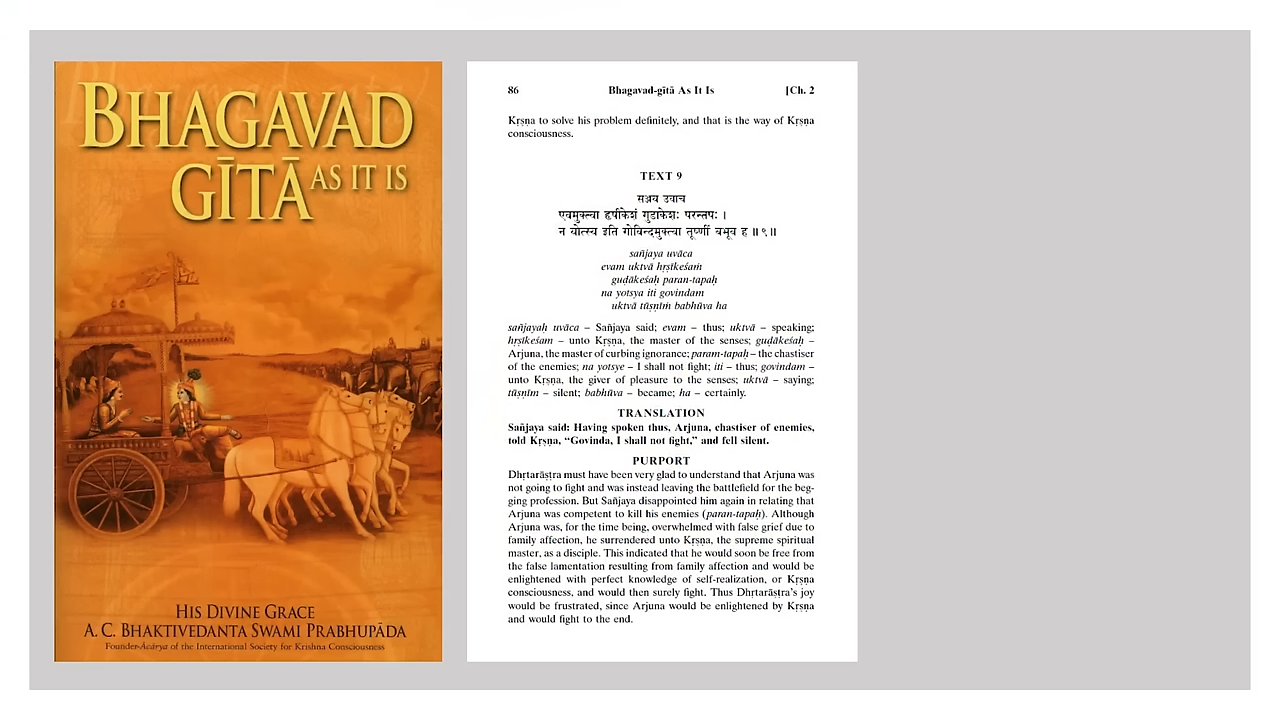 BHAGAVAD
GĪTĀ AS IT IS
HIS DIVINE GRACE
A. C. BHAKTIVEDANTA SWAMI PRABHUPĀDA
Founder-Ācārya of the International Society for Krishna Consciousness
86 Bhagavad-gītā As It Is [Ch. 2
Kṛṣṇa to solve his problem definitely, and that is the way of Kṛṣṇa
consciousness.
TEXT 9
सञ्जय उवाच
एवमुक्त्वा हृषीकेशं गुडाकेशः परन्तपः ।
न योत्स्य इति गोविन्दमुक्त्वा तूष्णीं बभूव ह ॥ ९ ॥
sañjaya uvāca
evam uktvā hṛṣīkeśaṁ
guḍākeśaḥ paran-tapaḥ
na yotsya iti govindam
uktvā tūṣṇīṁ babhūva ha
sañjayaḥ uvāca – Sañjaya said; evam – thus; uktvā – speaking;
hṛṣīkeśam – unto Kṛṣṇa, the master of the senses; guḍākeśaḥ –
Arjuna, the master of curbing ignorance; param-tapaḥ – the chastiser
of the enemies; na yotsye – I shall not fight; iti – thus; govindam –
unto Kṛṣṇa, the giver of pleasure to the senses; uktvā – saying;
tūṣṇīm – silent; babhūva – became; ha – certainly.
TRANSLATION
Sañjaya said: Having spoken thus, Arjuna, chastiser of enemies,
told Kṛṣṇa, “Govinda, I shall not fight,” and fell silent.
PURPORT
Dhṛtarāṣṭra must have been very glad to understand that Arjuna was
not going to fight and was instead leaving the battlefield for the beg-
ging profession. But Sañjaya disappointed him again in relating that
Arjuna was competent to kill his enemies (paran-tapaḥ). Although
Arjuna was, for the time being, overwhelmed with false grief due to
family affection, he surrendered unto Kṛṣṇa, the supreme spiritual
master, as a disciple. This indicated that he would soon be free from
the false lamentation resulting from family affection and would be
enlightened with perfect knowledge of self-realization, or Kṛṣṇa
consciousness, and would then surely fight. Thus Dhṛtarāṣṭra’s joy
would be frustrated, since Arjuna would be enlightened by Kṛṣṇa
and would fight to the end.